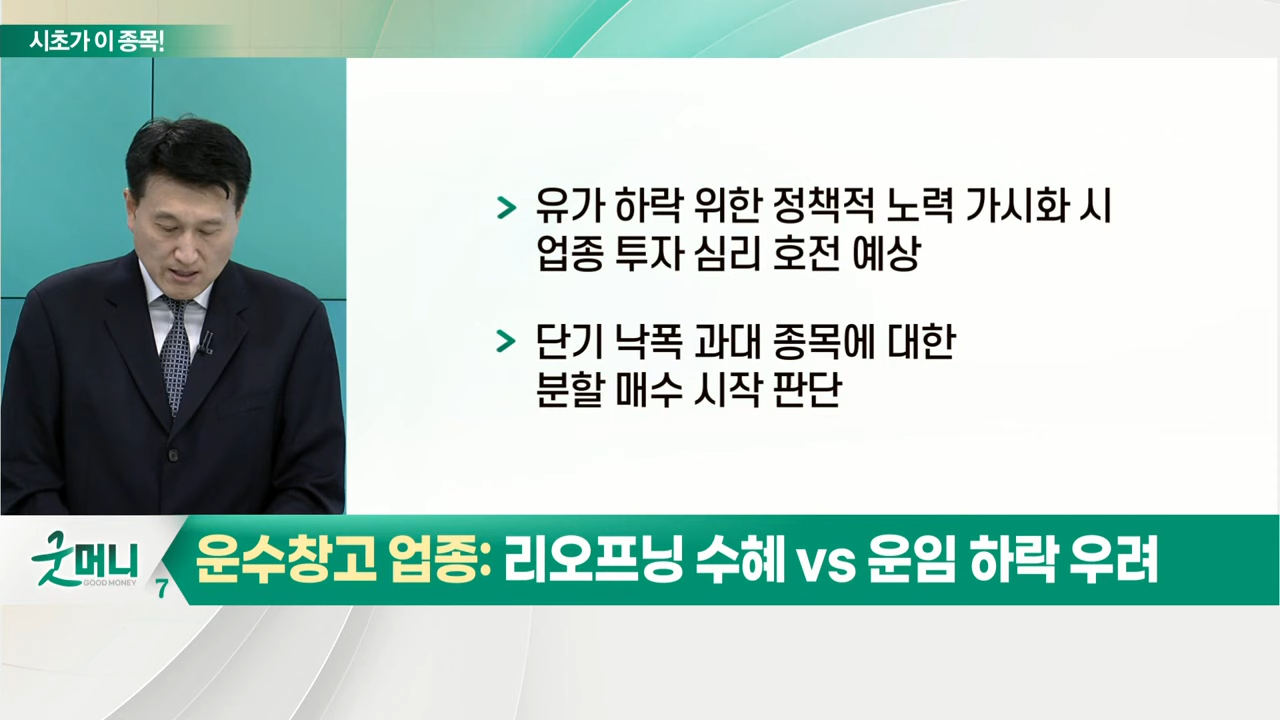 시초가 이 종목!
> 유가 하락 위한 정책적 노력 가시화 시
업종 투자 심리 호전 예상
> 단기 낙폭 과대 종목에 대한
분할 매수 시작 판단
굿머니
GOOD MONEY
7
운수창고 업종: 리오프닝 수혜 vs 운임 하락 우려